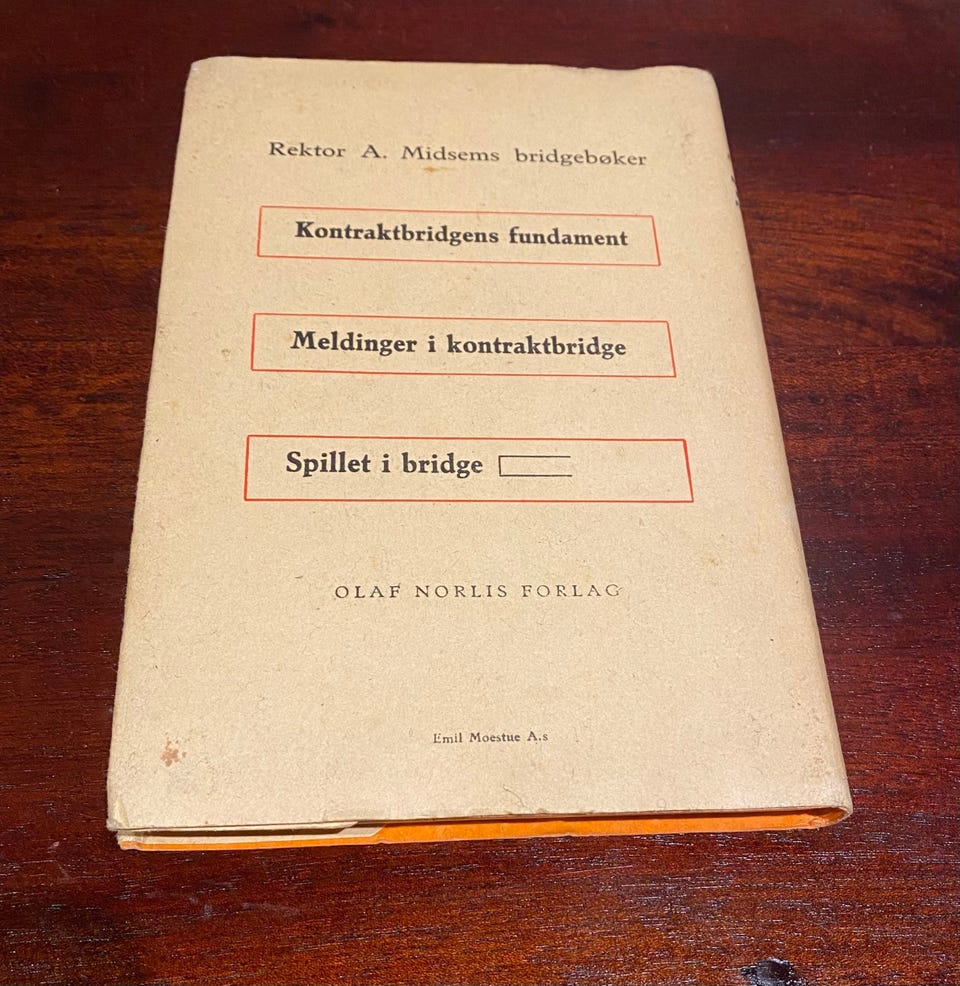 Rektor A. Midsems bridgebøker
Kontraktbridgens fundament
Meldinger i kontraktbridge
Spillet i bridge
OLAF NORLIS FORLAG
Emil Moestue A.s